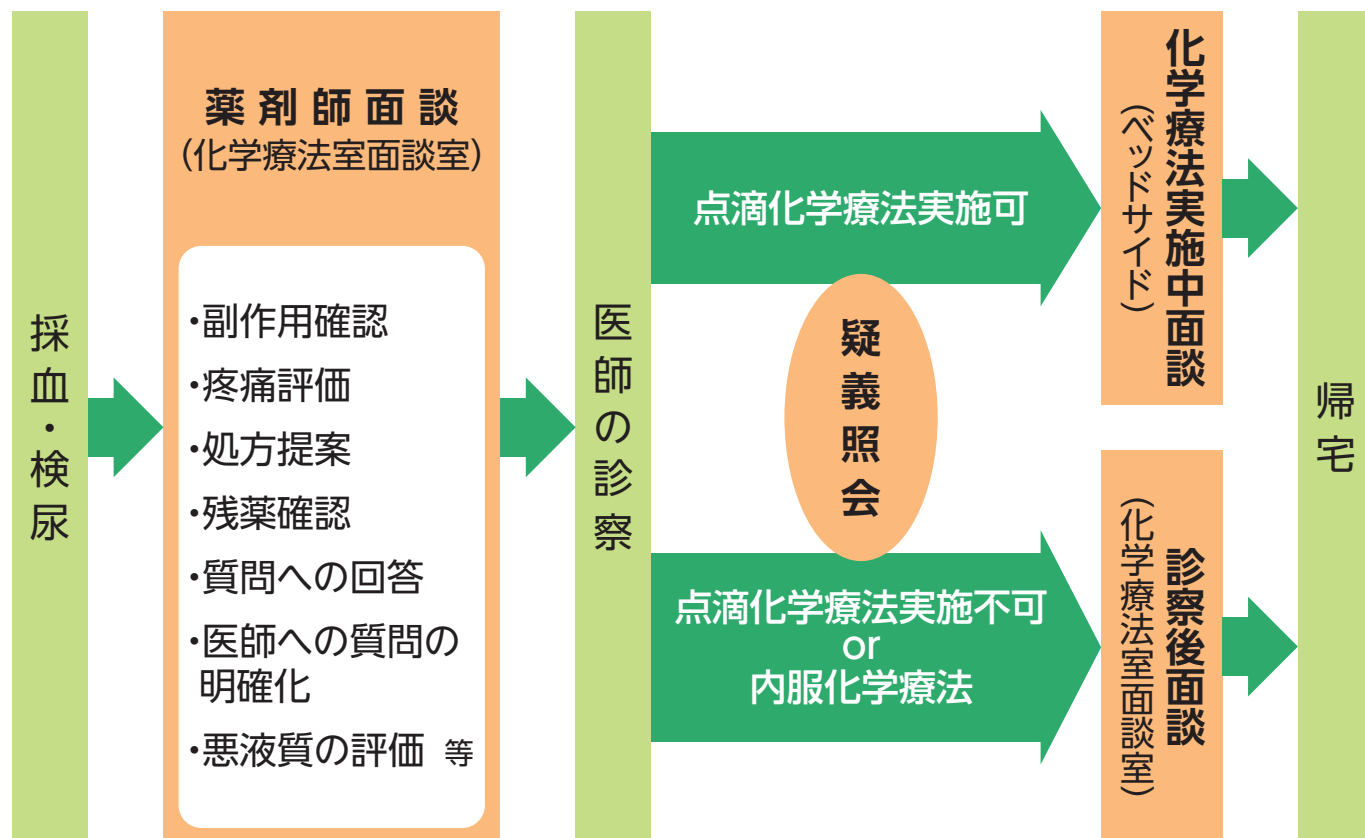 採血・検尿
薬剤師面談
(化学療法室面談室)
・副作用確認
・疼痛評価
・処方提案
・残薬確認
・質問への回答
・医師への質問の
明確化
・悪液質の評価 等
医師の診察
点滴化学療法実施可
疑義照会
点滴化学療法実施不可
or
内服化学療法
化学療法実施中面談
(ベッドサイド)
診察後面談
(化学療法室面談室)
帰宅